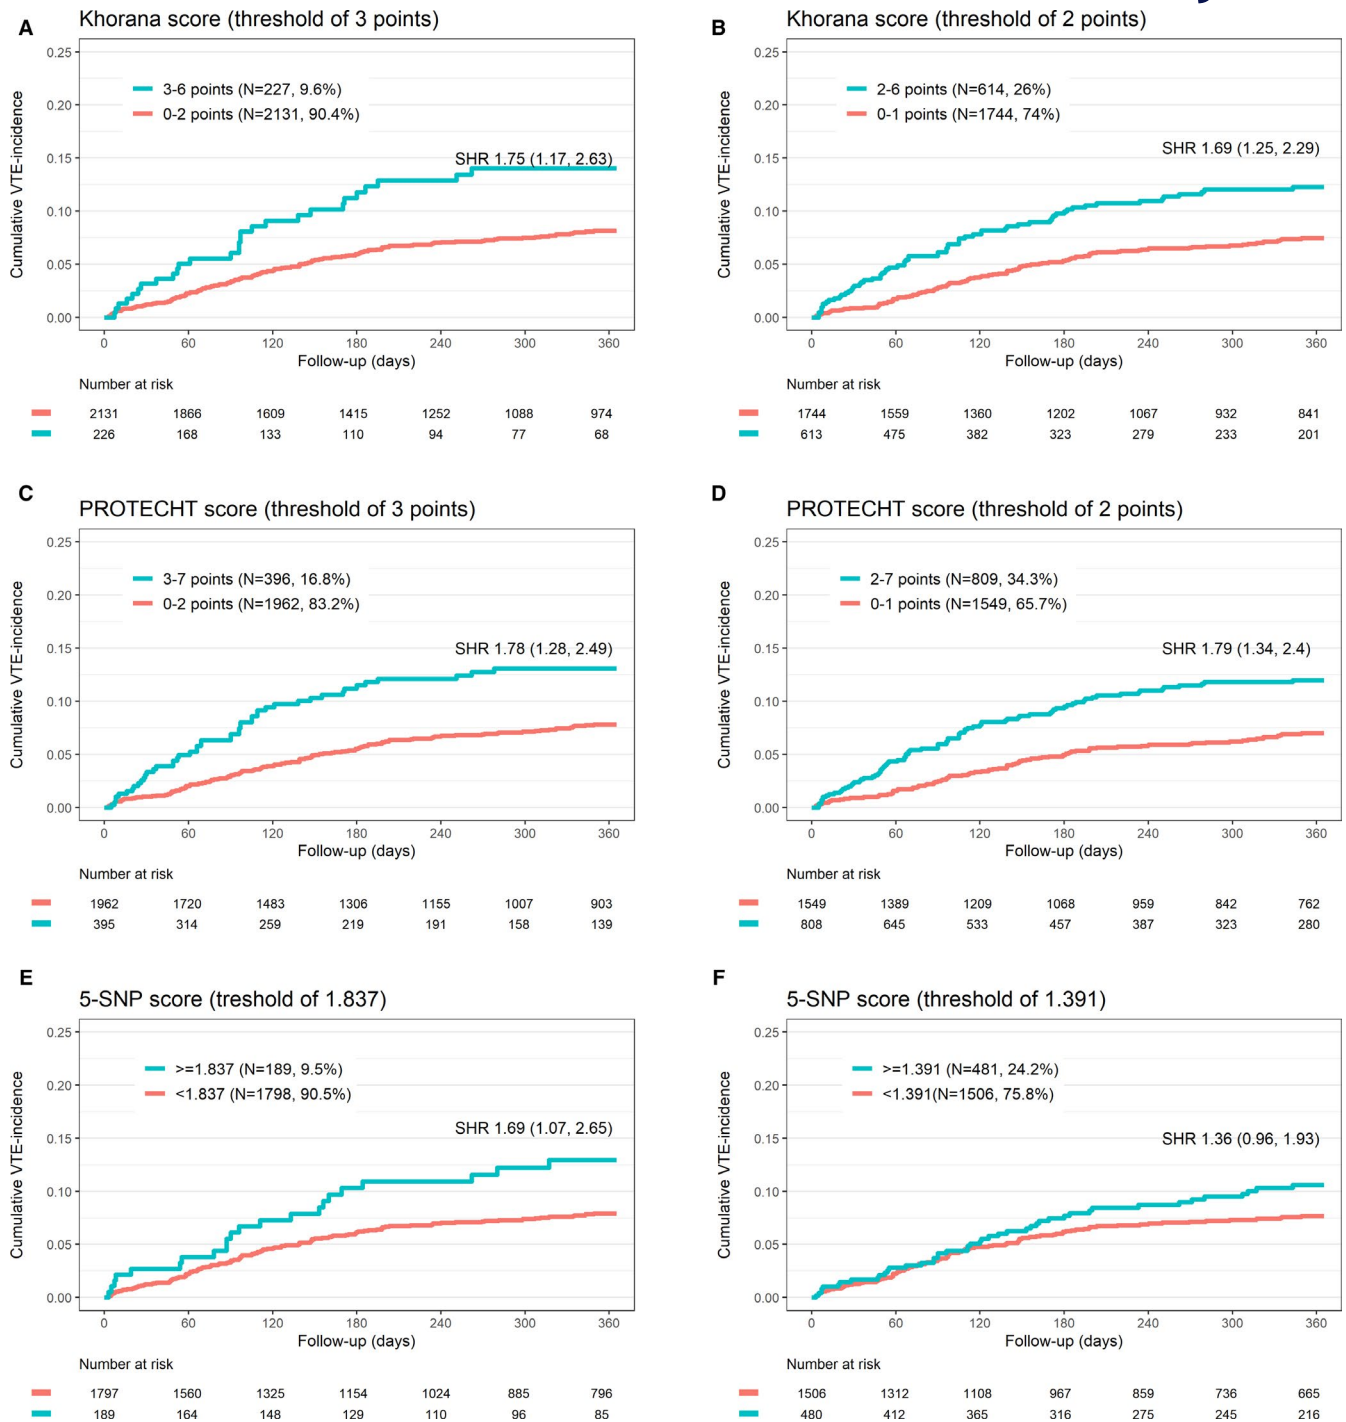 A
Khorana score (threshold of 3 points)
Cumulative VTE-incidence
0.25
0.20
0.15
0.10
0.05
0.00
3-6 points (N=227, 9.6%)
0-2 points (N=2131, 90.4%)
SHR 1.75 (1.17, 2.63)
0 60 120 180 240 300 360
Follow-up (days)
Number at risk
2131 1866 1609 1415 1252 1088 974
226 168 133 110 94 77 68
B
Khorana score (threshold of 2 points)
Cumulative VTE-incidence
0.25
0.20
0.15
0.10
0.05
0.00
2-6 points (N=614, 26%)
0-1 points (N=1744, 74%)
SHR 1.69 (1.25, 2.29)
0 60 120 180 240 300 360
Follow-up (days)
Number at risk
1744 1559 1360 1202 1067 932 841
613 475 382 323 279 233 201
C
PROTECHT score (threshold of 3 points)
Cumulative VTE-incidence
0.25
0.20
0.15
0.10
0.05
0.00
3-7 points (N=396, 16.8%)
0-2 points (N=1962, 83.2%)
SHR 1.78 (1.28, 2.49)
0 60 120 180 240 300 360
Follow-up (days)
Number at risk
1962 1720 1483 1306 1155 1007 903
395 314 259 219 191 158 139
D
PROTECHT score (threshold of 2 points)
Cumulative VTE-incidence
0.25
0.20
0.15
0.10
0.05
0.00
2-7 points (N=809, 34.3%)
0-1 points (N=1549, 65.7%)
SHR 1.79 (1.34, 2.4)
0 60 120 180 240 300 360
Follow-up (days)
Number at risk
1549 1389 1209 1068 959 842 762
808 645 533 457 387 323 280
E
5-SNP score (treshold of 1.837)
Cumulative VTE-incidence
0.25
0.20
0.15
0.10
0.05
0.00
>=1.837 (N=189, 9.5%)
<1.837 (N=1798, 90.5%)
SHR 1.69 (1.07, 2.65)
0 60 120 180 240 300 360
Follow-up (days)
Number at risk
1797 1560 1325 1154 1024 885 796
189 164 148 129 110 96 85
F
5-SNP score (threshold of 1.391)
Cumulative VTE-incidence
0.25
0.20
0.15
0.10
0.05
0.00
>=1.391 (N=481, 24.2%)
<1.391(N=1506, 75.8%)
SHR 1.36 (0.96, 1.93)
0 60 120 180 240 300 360
Follow-up (days)
Number at risk
1506 1312 1108 967 859 736 665
480 412 365 316 275 245 216